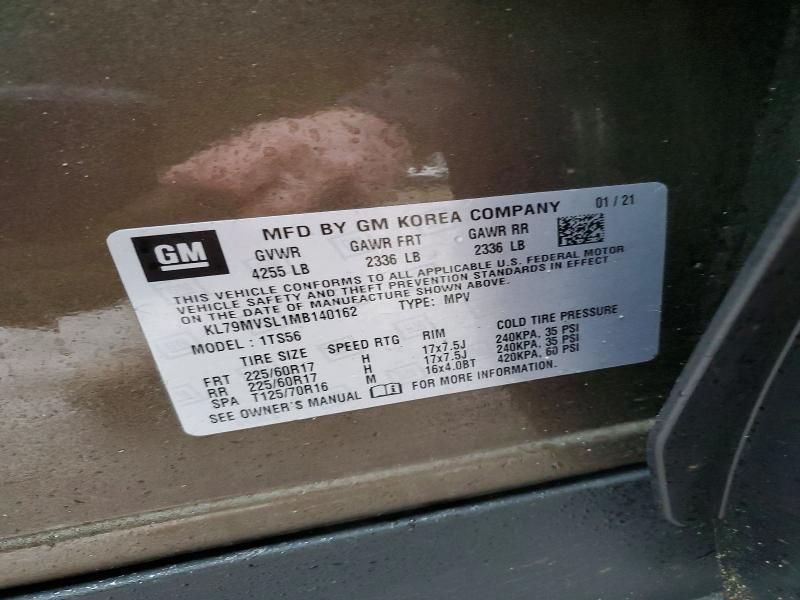 GM
MFD BY GM KOREA COMPANY 01 / 21
GVWR GAWR FRT GAWR RR
4255 LB 2336 LB 2336 LB
THIS VEHICLE CONFORMS TO ALL APPLICABLE U.S. FEDERAL MOTOR
VEHICLE SAFETY AND THEFT PREVENTION STANDARDS IN EFFECT
ON THE DATE OF MANUFACTURE SHOWN ABOVE.
KL79MVSL1MB140162 TYPE: MPV
MODEL : 1TS56
TIRE SIZE SPEED RTG RIM COLD TIRE PRESSURE
FRT 225/60R17 H 17x7.5J 240KPA, 35 PSI
RR 225/60R17 H 17x7.5J 240KPA, 35 PSI
SPA T125/70R16 M 16x4.0BT 420KPA, 60 PSI
SEE OWNER'S MANUAL FOR MORE INFORMATION.